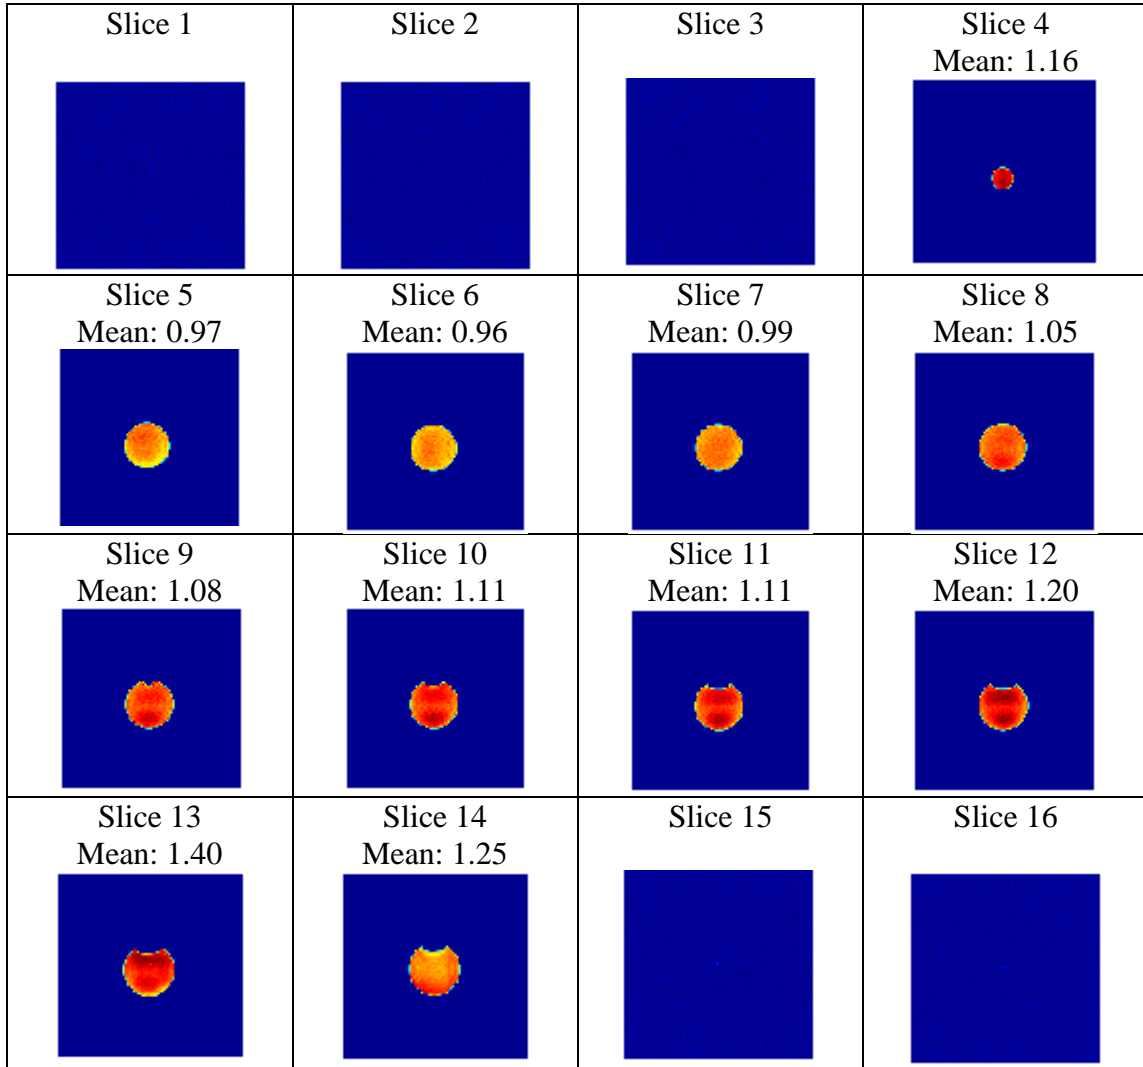 Slice 1
Slice 2
Slice 3
Slice 4
Mean: 1.16
Slice 5
Mean: 0.97
Slice 6
Mean: 0.96
Slice 7
Mean: 0.99
Slice 8
Mean: 1.05
Slice 9
Mean: 1.08
Slice 10
Mean: 1.11
Slice 11
Mean: 1.11
Slice 12
Mean: 1.20
Slice 13
Mean: 1.40
Slice 14
Mean: 1.25
Slice 15
Slice 16